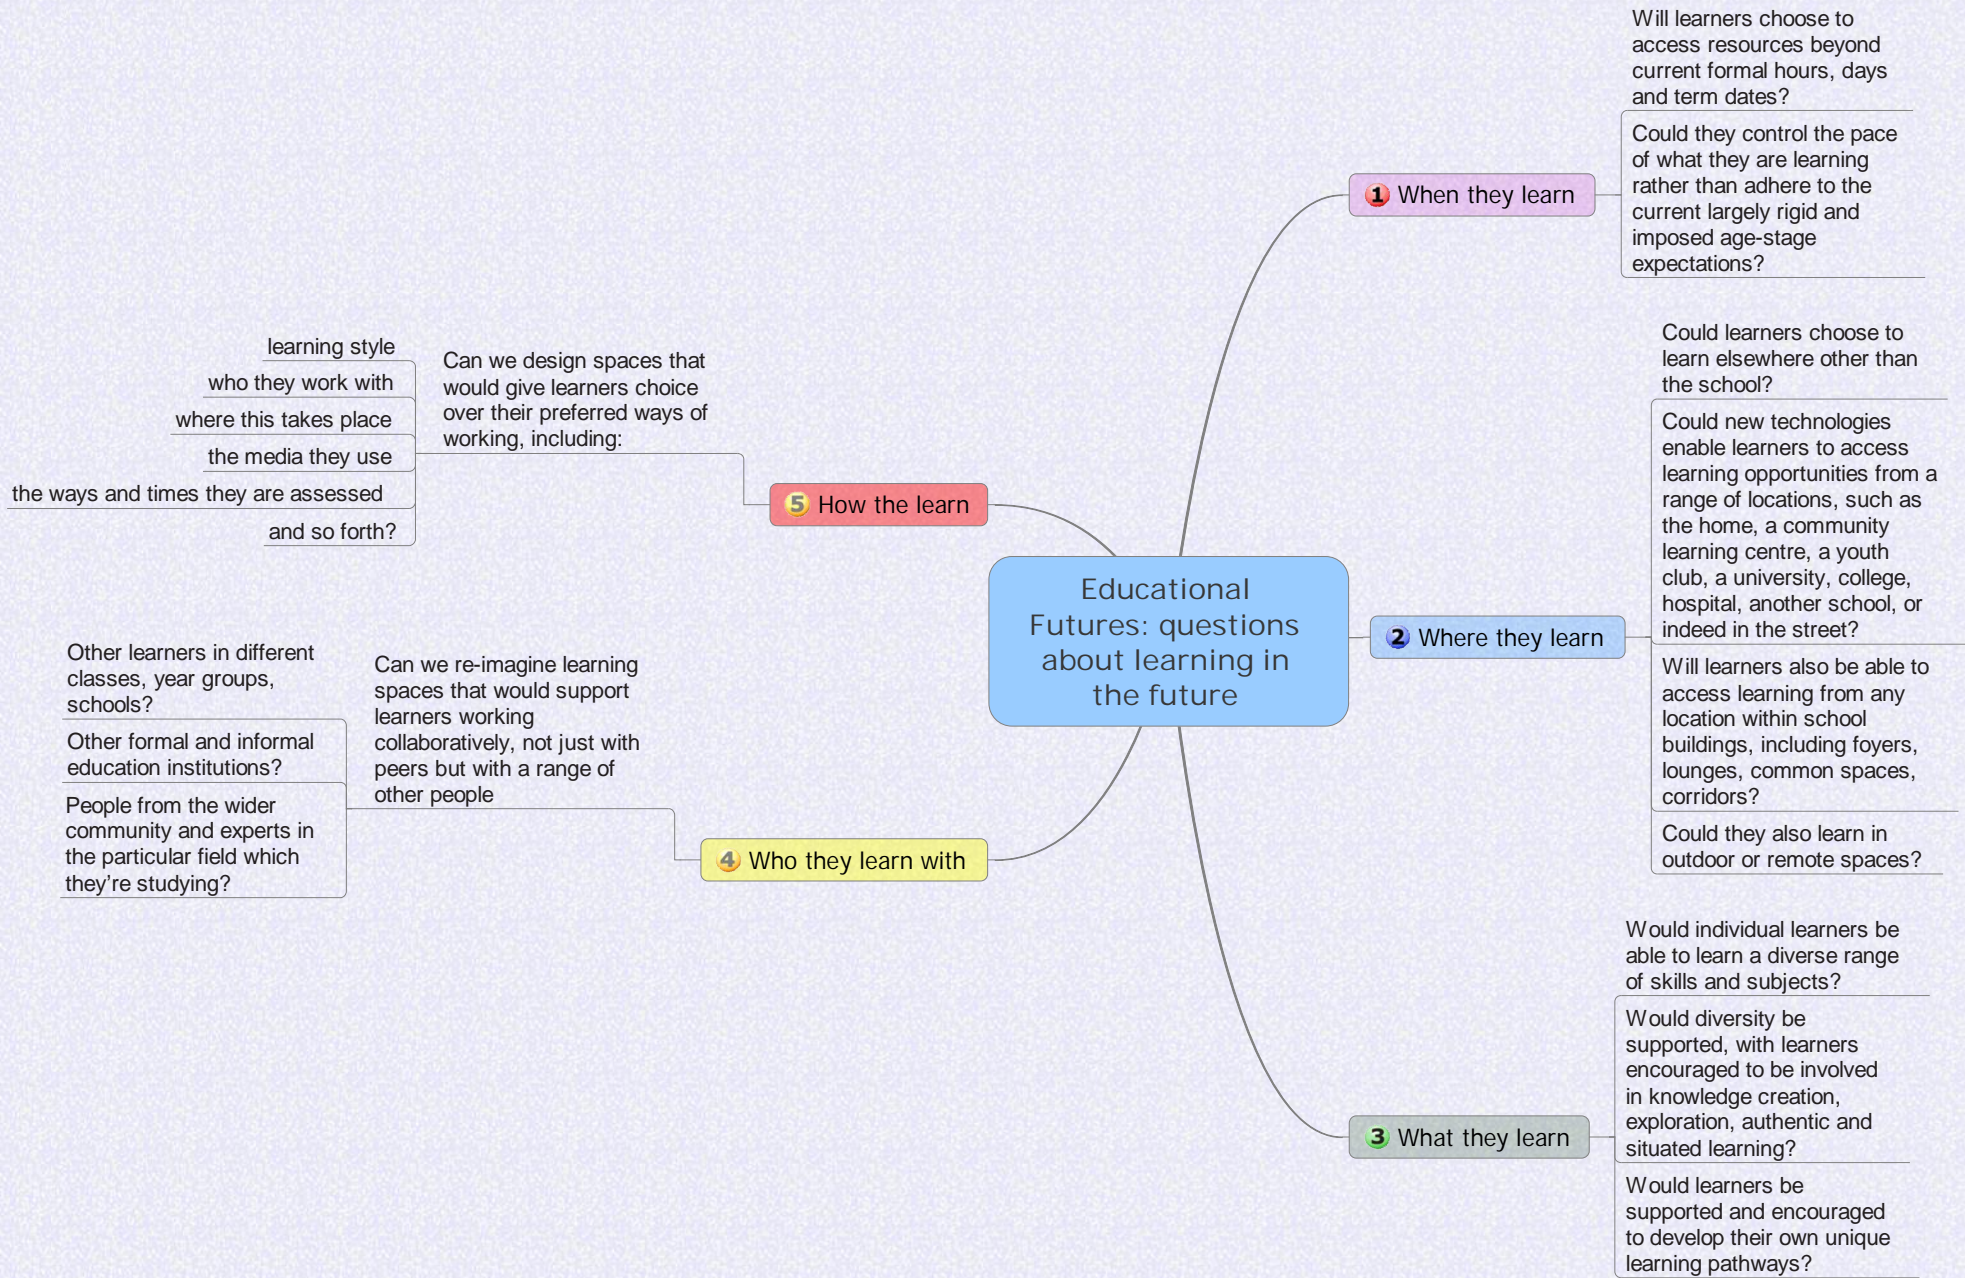 Educational
Futures: questions
about learning in
the future
1 When they learn
Will learners choose to
access resources beyond
current formal hours, days
and term dates?
Could they control the pace
of what they are learning
rather than adhere to the
current largely rigid and
imposed age-stage
expectations?
2 Where they learn
Could learners choose to
learn elsewhere other than
the school?
Could new technologies
enable learners to access
learning opportunities from a
range of locations, such as
the home, a community
learning centre, a youth
club, a university, college,
hospital, another school, or
indeed in the street?
Will learners also be able to
access learning from any
location within school
buildings, including foyers,
lounges, common spaces,
corridors?
Could they also learn in
outdoor or remote spaces?
3 What they learn
Would individual learners be
able to learn a diverse range
of skills and subjects?
Would diversity be
supported, with learners
encouraged to be involved
in knowledge creation,
exploration, authentic and
situated learning?
Would learners be
supported and encouraged
to develop their own unique
learning pathways?
4 Who they learn with
Can we re-imagine learning
spaces that would support
learners working
collaboratively, not just with
peers but with a range of
other people
Other learners in different
classes, year groups,
schools?
Other formal and informal
education institutions?
People from the wider
community and experts in
the particular field which
they're studying?
5 How the learn
Can we design spaces that
would give learners choice
over their preferred ways of
working, including:
learning style
who they work with
where this takes place
the media they use
the ways and times they are assessed
and so forth?